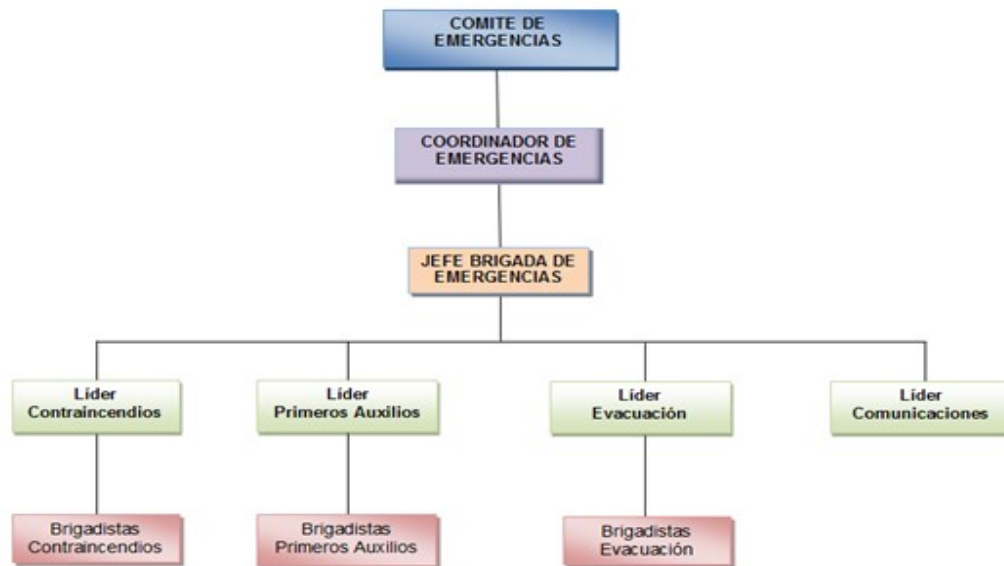 COMITE DE
EMERGENCIAS
COORDINADOR DE
EMERGENCIAS
JEFE BRIGADA DE
EMERGENCIAS
Líder
Contraincendios
Líder
Primeros Auxilios
Líder
Evacuación
Líder
Comunicaciones
Brigadistas
Contraincendios
Brigadistas
Primeros Auxilios
Brigadistas
Evacuación